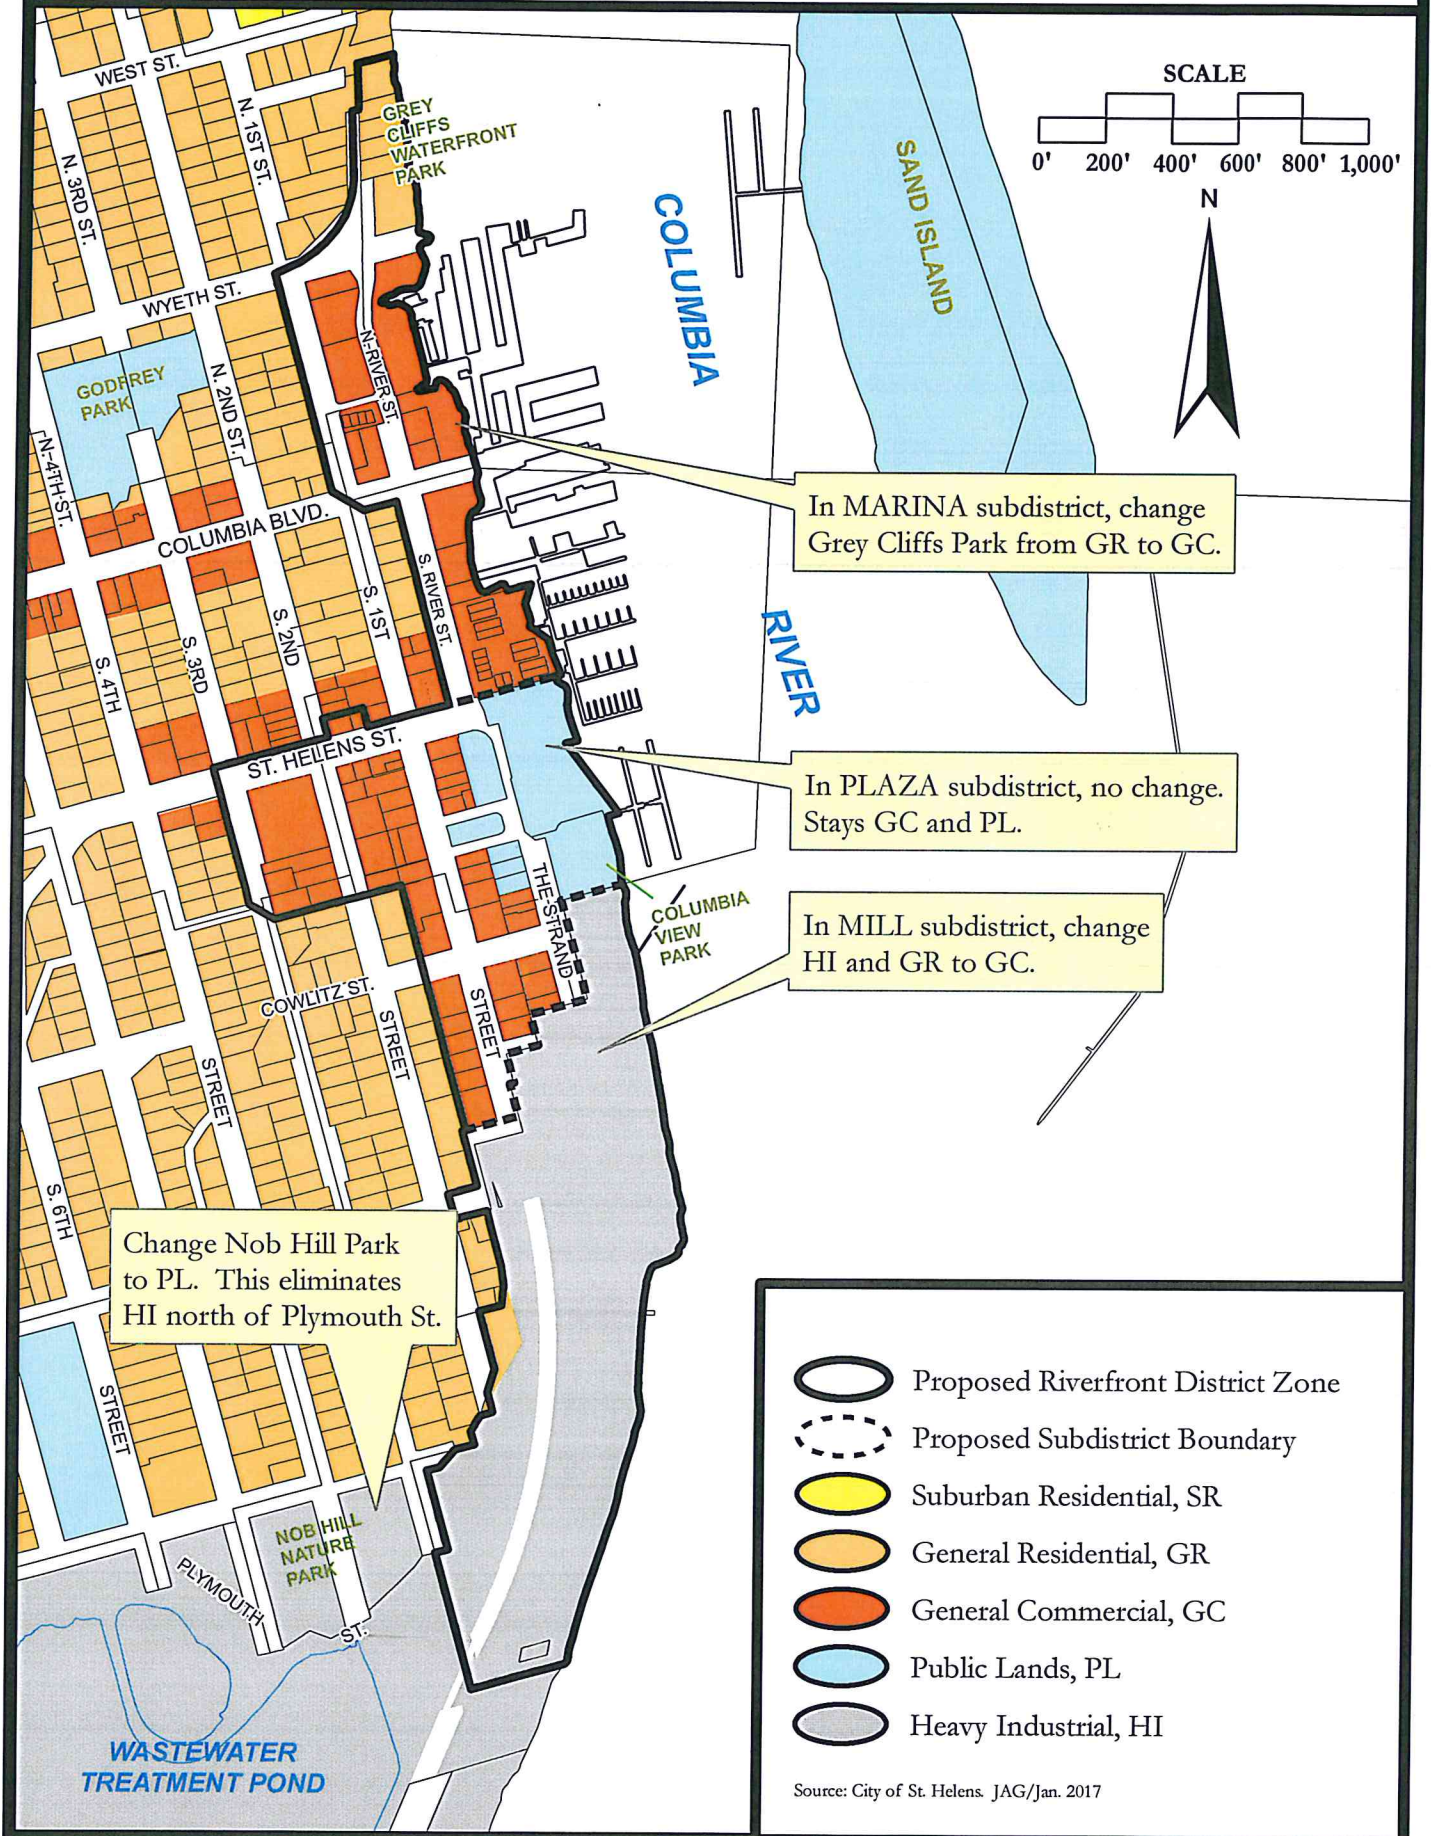 WEST ST.
N. 1ST ST.
N. 3RD ST.
GREY
CLIFFS
WATERFRONT
PARK
SCALE
0' 200' 400' 600' 800' 1,000'
N
COLUMBIA
SAND ISLAND
WYETH ST.
GODFREY
PARK
N. 2ND ST.
N-RIVER-ST.
N-4TH-ST.
COLUMBIA BLVD.
In MARINA subdistrict, change
Grey Cliffs Park from GR to GC.
S. 4TH
S. 3RD
S. 2ND
S. 1ST
S. RIVER ST.
RIVER
ST. HELENS ST.
In PLAZA subdistrict, no change.
Stays GC and PL.
THE-STRAND
COLUMBIA
VIEW
PARK
In MILL subdistrict, change
HI and GR to GC.
COWLITZ ST.
STREET
STREET
STREET
S. 6TH
Change Nob Hill Park
to PL. This eliminates
HI north of Plymouth St.
STREET
NOB HILL
NATURE
PARK
PLYMOUTH
ST.
WASTEWATER
TREATMENT POND
Proposed Riverfront District Zone
Proposed Subdistrict Boundary
Suburban Residential, SR
General Residential, GR
General Commercial, GC
Public Lands, PL
Heavy Industrial, HI
Source: City of St. Helens. JAG/Jan. 2017